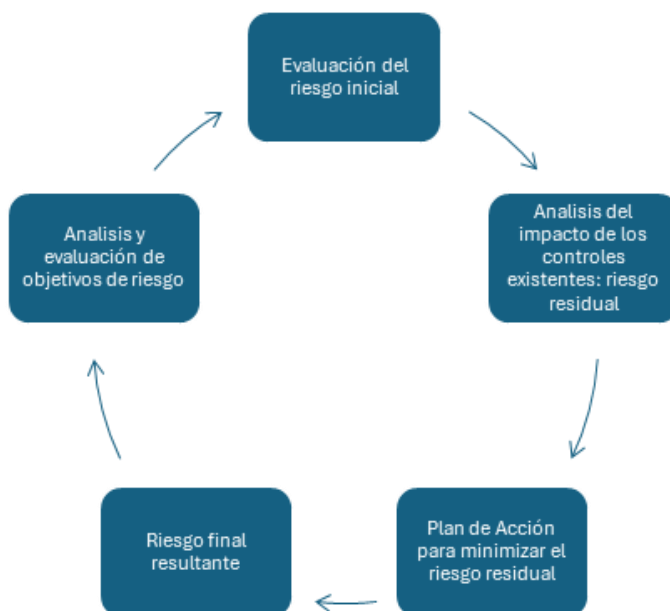 Evaluación del
riesgo inicial
Analisis del
impacto de los
controles
existentes: riesgo
residual
Plan de Acción
para minimizar el
riesgo residual
Riesgo final
resultante
Analisis y
evaluación de
objetivos de riesgo